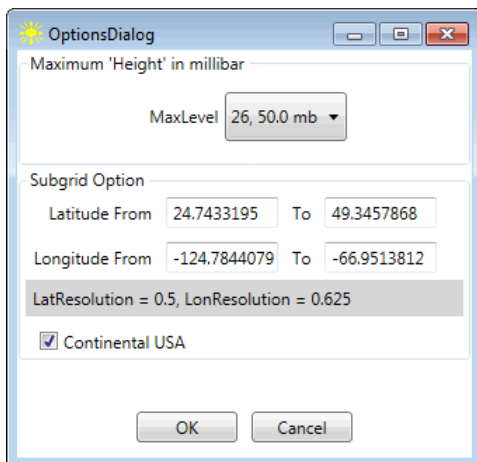 OptionsDialog
Maximum 'Height' in millibar
MaxLevel 26, 50.0 mb
Subgrid Option
Latitude From 24.7433195 To 49.3457868
Longitude From -124.7844079 To -66.9513812
LatResolution = 0.5, LonResolution = 0.625
Continental USA
OK Cancel